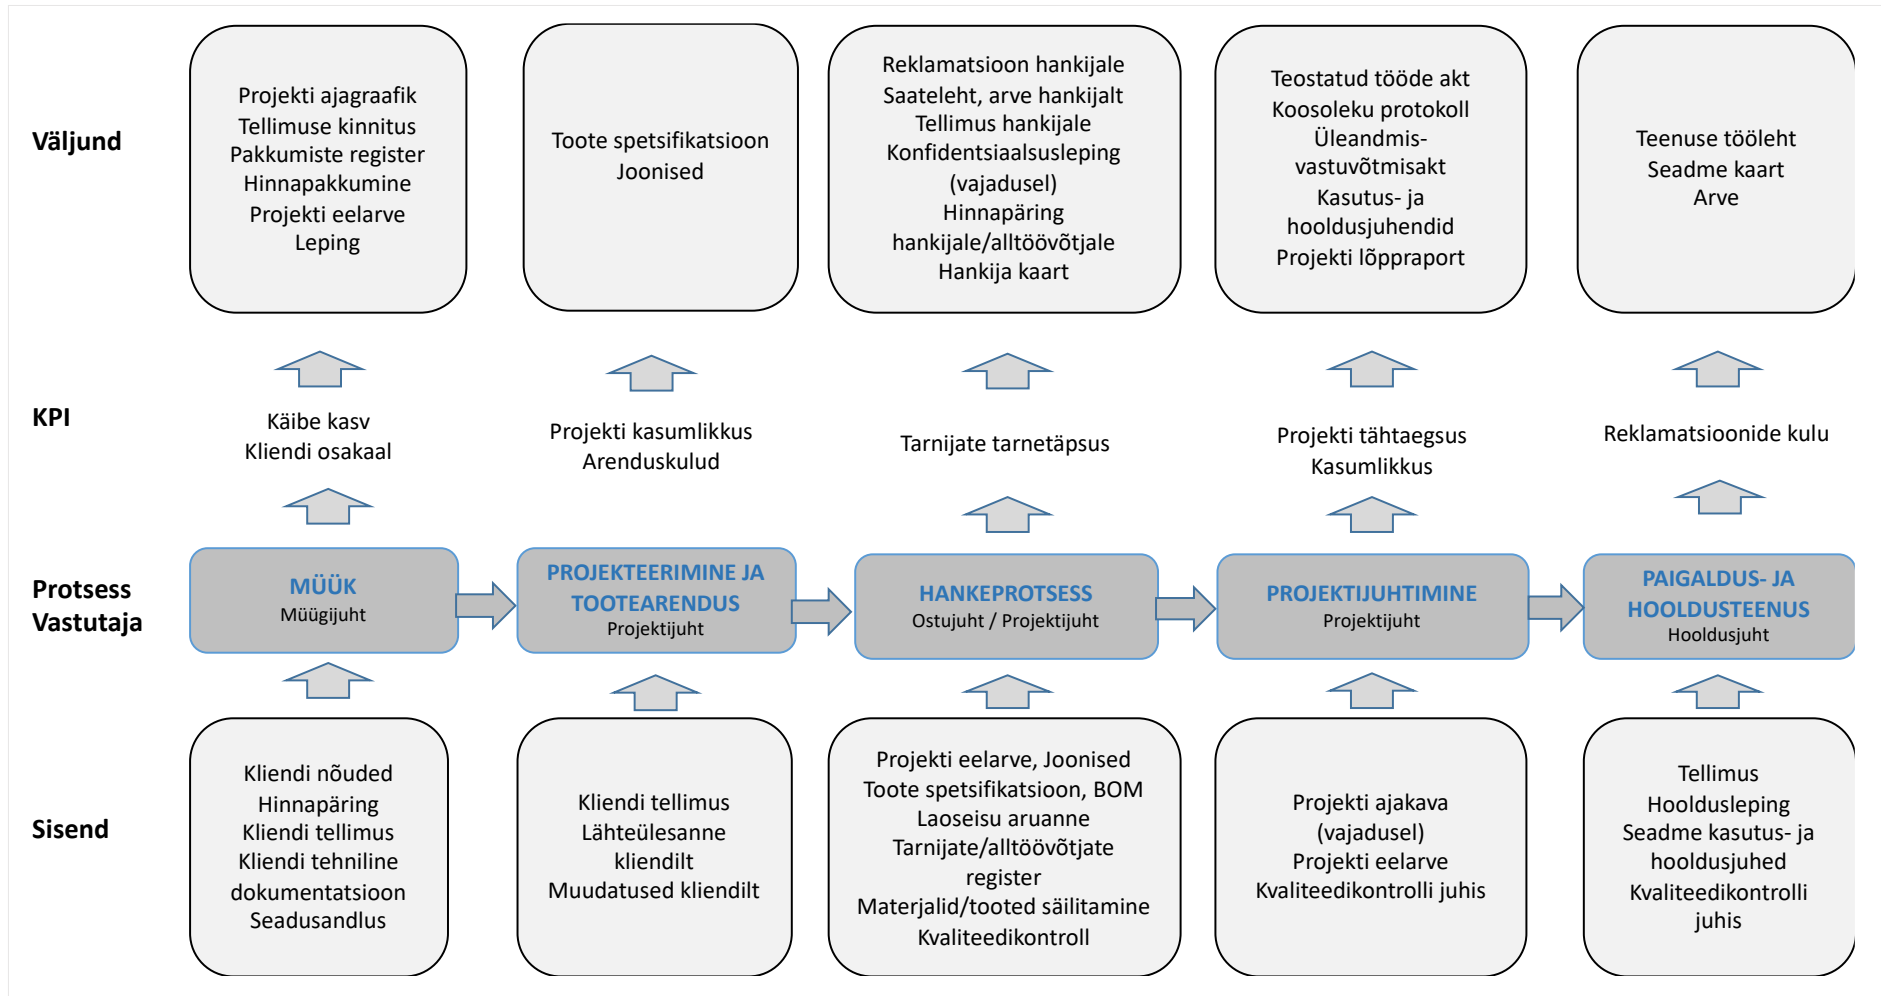 Väljund
Projekti ajagraafik
Tellimuse kinnitus
Pakkumiste register
Hinnapakkumine
Projekti eelarve
Leping
Toote spetsifikatsioon
Joonised
Reklamatsioon hankijale
Saateleht, arve hankijalt
Tellimus hankijale
Konfidentsiaalsusleping
(vajadusel)
Hinnapäring
hankijale/alltöövõtjale
Hankija kaart
Teostatud tööde akt
Koosoleku protokoll
Üleandmis-
vastuvõtmisakt
Kasutus- ja
hooldusjuhendid
Projekti lõppraport
Teenuse tööleht
Seadme kaart
Arve
KPI
Käibe kasv
Kliendi osakaal
Projekti kasumlikkus
Arenduskulud
Tarnijate tarnetäpsus
Projekti tähtaegsus
Kasumlikkus
Reklamatsioonide kulu
Protsess
Vastutaja
MÜÜK
Müügijuht
PROJEKTEERIMINE JA
TOOTEARENDUS
Projektijuht
HANKEPROTSESS
Ostujuht / Projektijuht
PROJEKTIJUHTIMINE
Projektijuht
PAIGALDUS- JA
HOOLDUSTEENUS
Hooldusjuht
Sisend
Kliendi nõuded
Hinnapäring
Kliendi tellimus
Kliendi tehniline
dokumentatsioon
Seadusandlus
Kliendi tellimus
Lähteülesanne
kliendilt
Muudatused kliendilt
Projekti eelarve, Joonised
Toote spetsifikatsioon, BOM
Laoseisu aruanne
Tarnijate/alltöövõtjate
register
Materjalid/tooted säilitamine
Kvaliteedikontroll
Projekti ajakava
(vajadusel)
Projekti eelarve
Kvaliteedikontrolli juhis
Tellimus
Hooldusleping
Seadme kasutus- ja
hooldusjuhed
Kvaliteedikontrolli
juhis